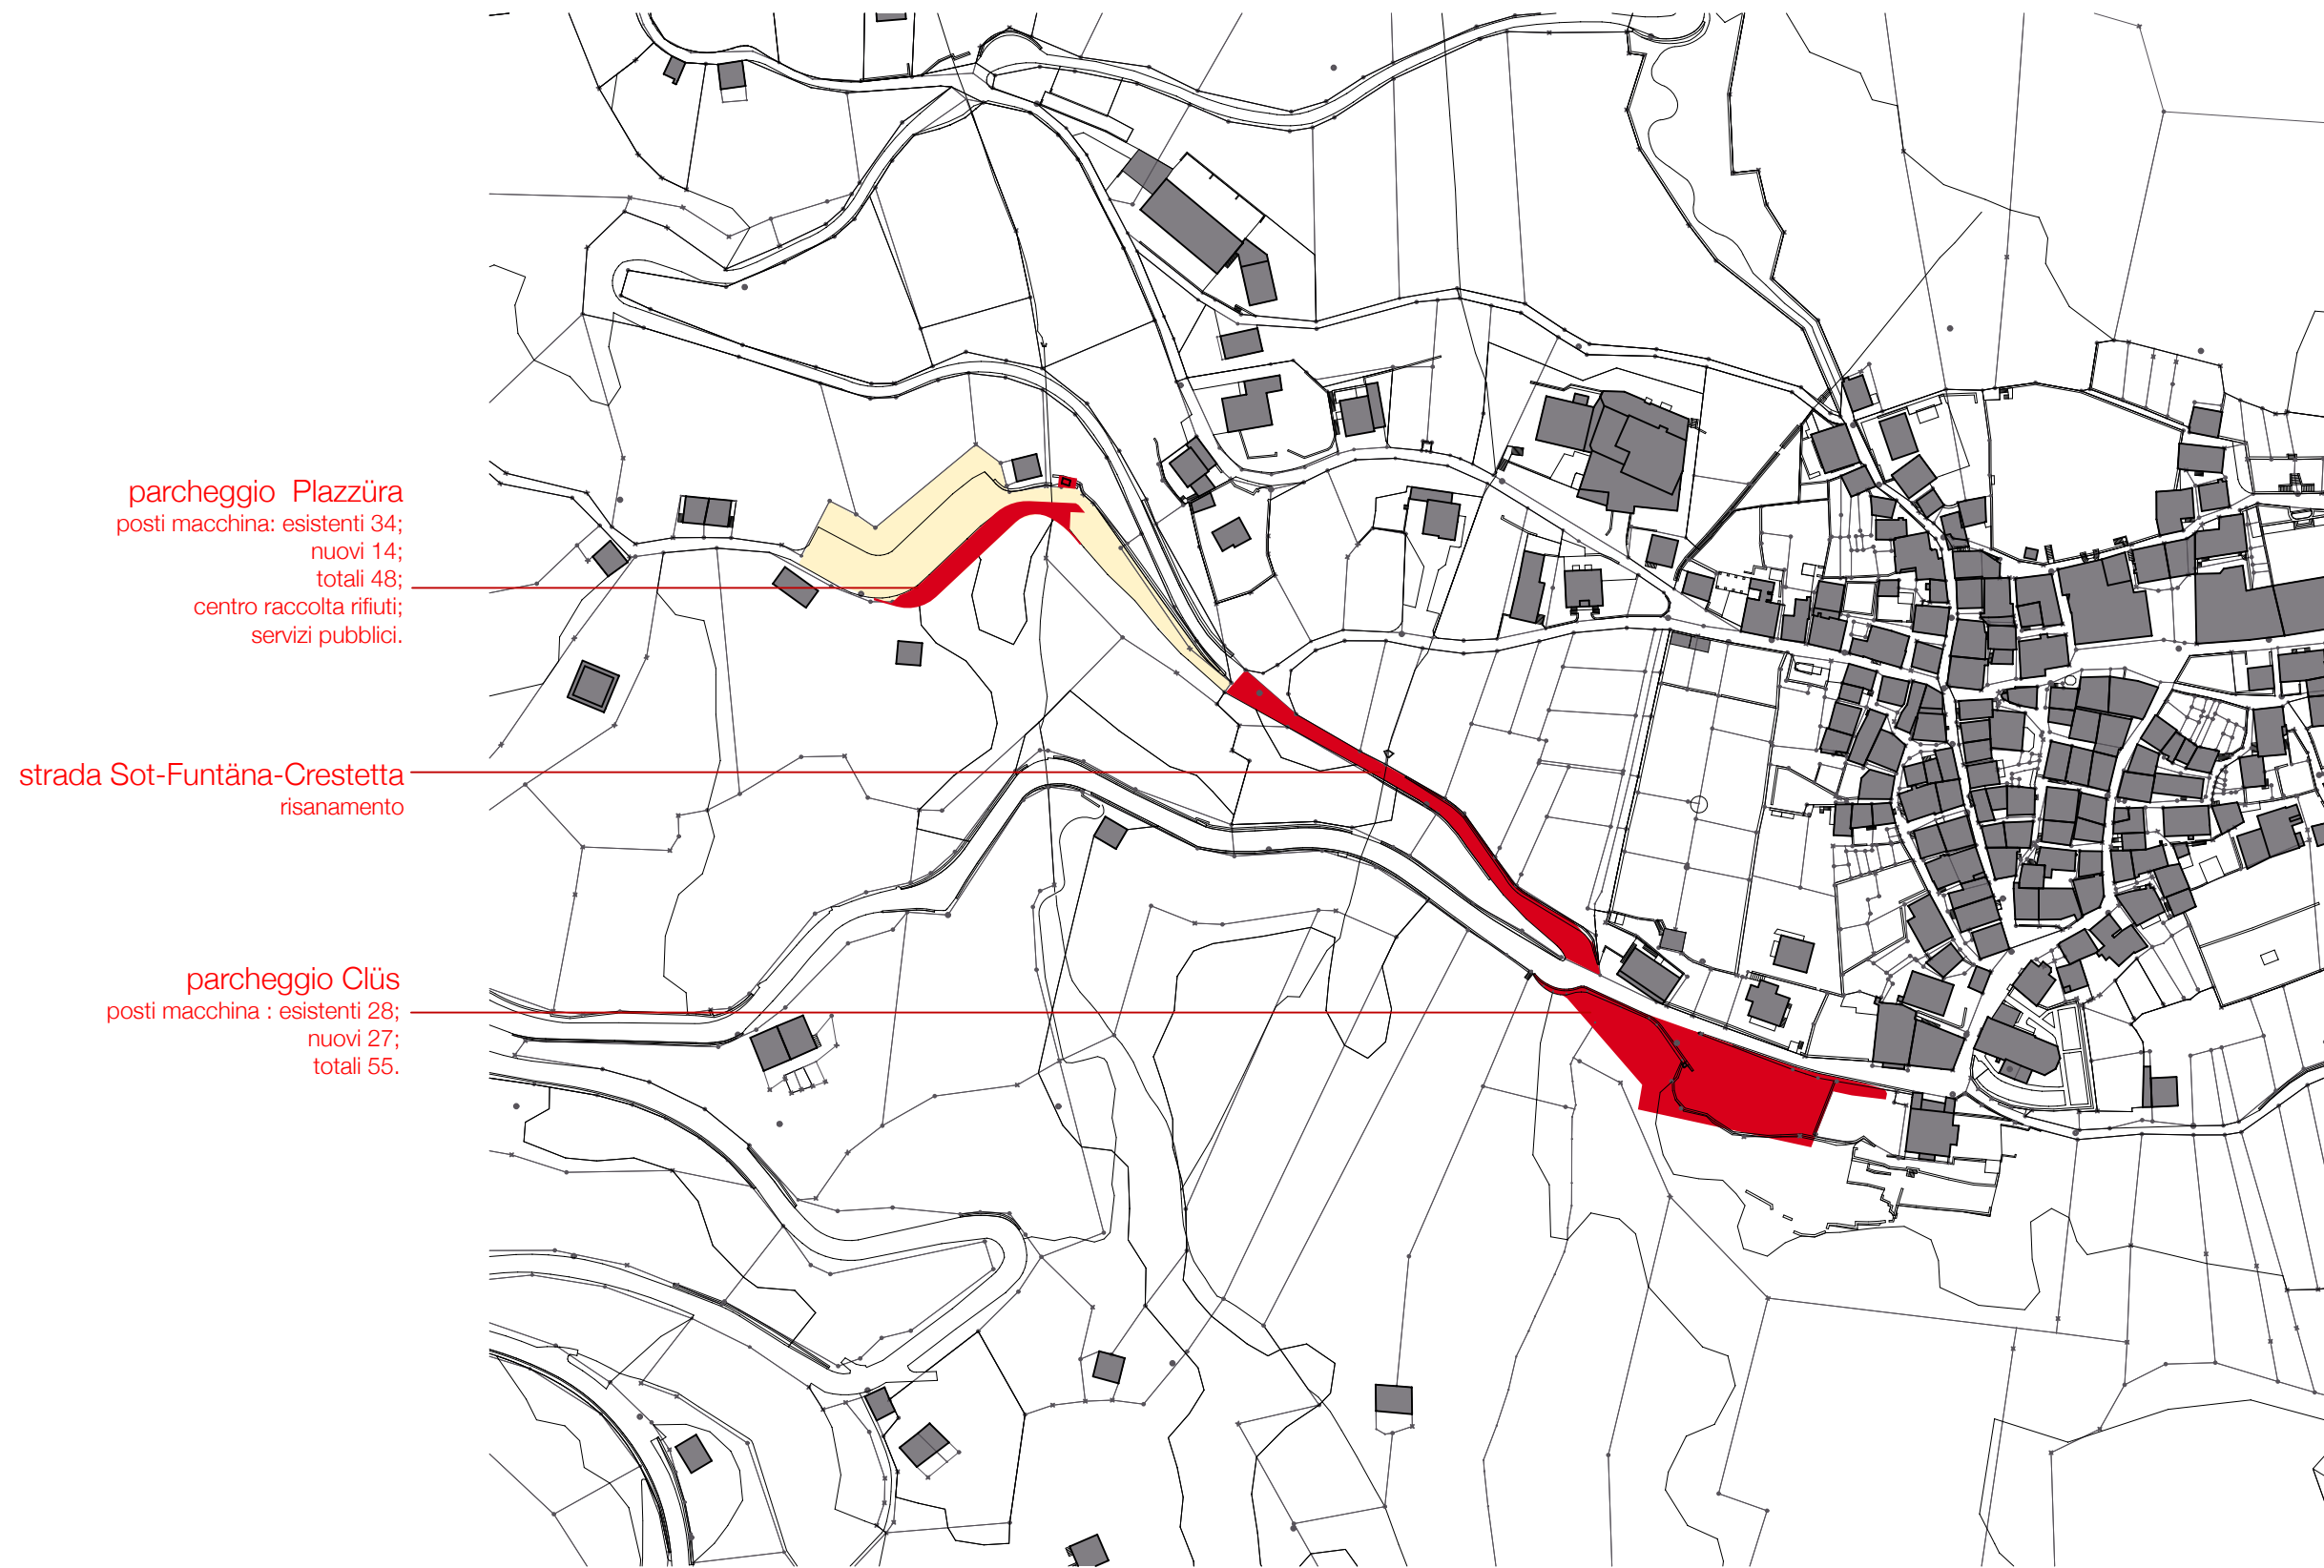 parcheggio Plazzüra
posti macchina: esistenti 34;
nuovi 14;
totali 48;
centro raccolta rifiuti;
servizi pubblici.
strada Sot-Funtäna-Crestetta
risanamento
parcheggio Clüs
posti macchina : esistenti 28;
nuovi 27;
totali 55.